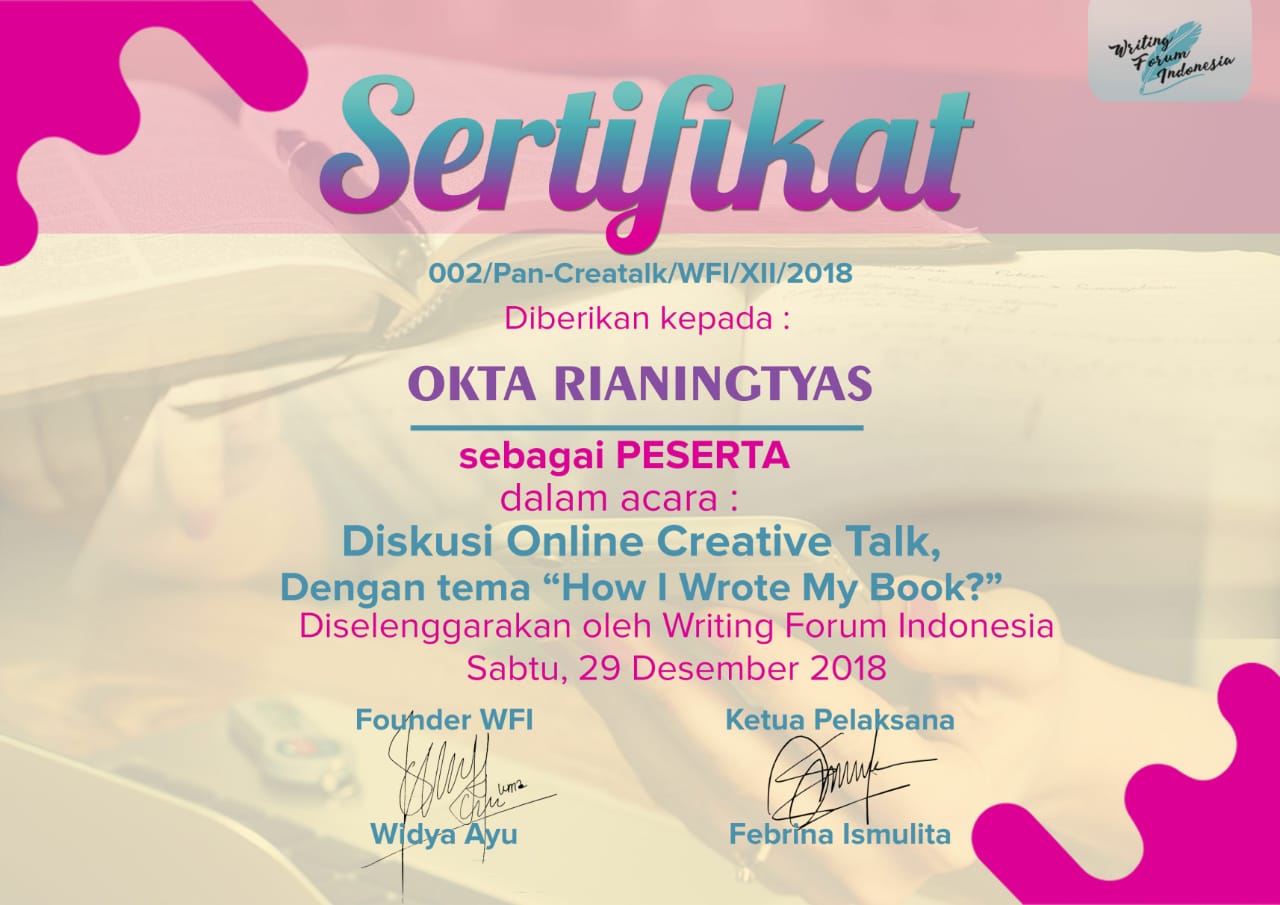 Writing
Forum
Indonesia
Sertifikat
002/Pan-Creatalk/WFI/XII/2018
Diberikan kepada :
OKTA RIANINGTYAS
sebagai PESERTA
dalam acara :
Diskusi Online Creative Talk,
Dengan tema “How I Wrote My Book?”
Diselenggarakan oleh Writing Forum Indonesia
Sabtu, 29 Desember 2018
Founder WFI
Ketua Pelaksana
Widya Ayu
Febrina Ismulita